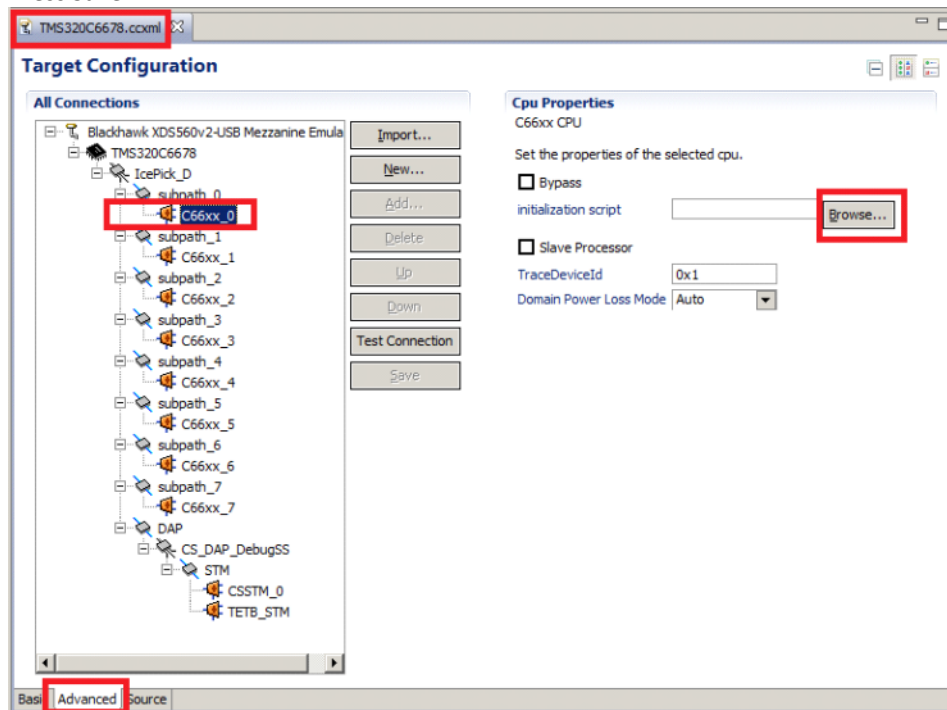 TMS320C6678.ccxml
Target Configuration
All Connections
Blackhawk XDS560v2-USB Mezzanine Emula
TMS320C6678
IcePick_D
subpath_0
C66xx_0
subpath_1
C66xx_1
subpath_2
C66xx_2
subpath_3
C66xx_3
subpath_4
C66xx_4
subpath_5
C66xx_5
subpath_6
C66xx_6
subpath_7
C66xx_7
DAP
CS_DAP_DebugSS
STM
CSSTM_0
TETB_STM
Import...
New...
Add...
Delete
Up
Down
Test Connection
Save
Cpu Properties
C66xx CPU
Set the properties of the selected cpu.
Bypass
initialization script
Browse...
Slave Processor
TraceDeviceId 0x1
Domain Power Loss Mode Auto
Basi Advanced Source